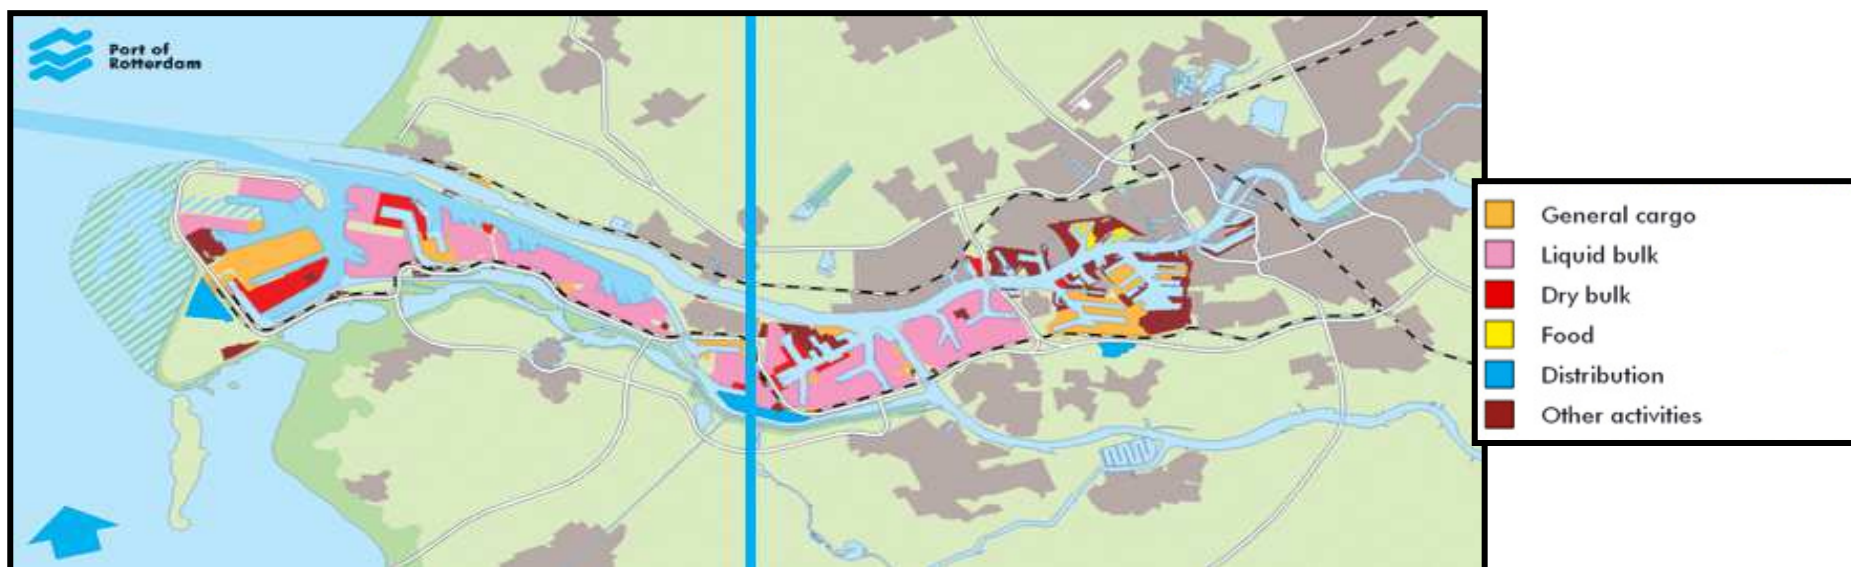 Port of
Rotterdam
General cargo
Liquid bulk
Dry bulk
Food
Distribution
Other activities